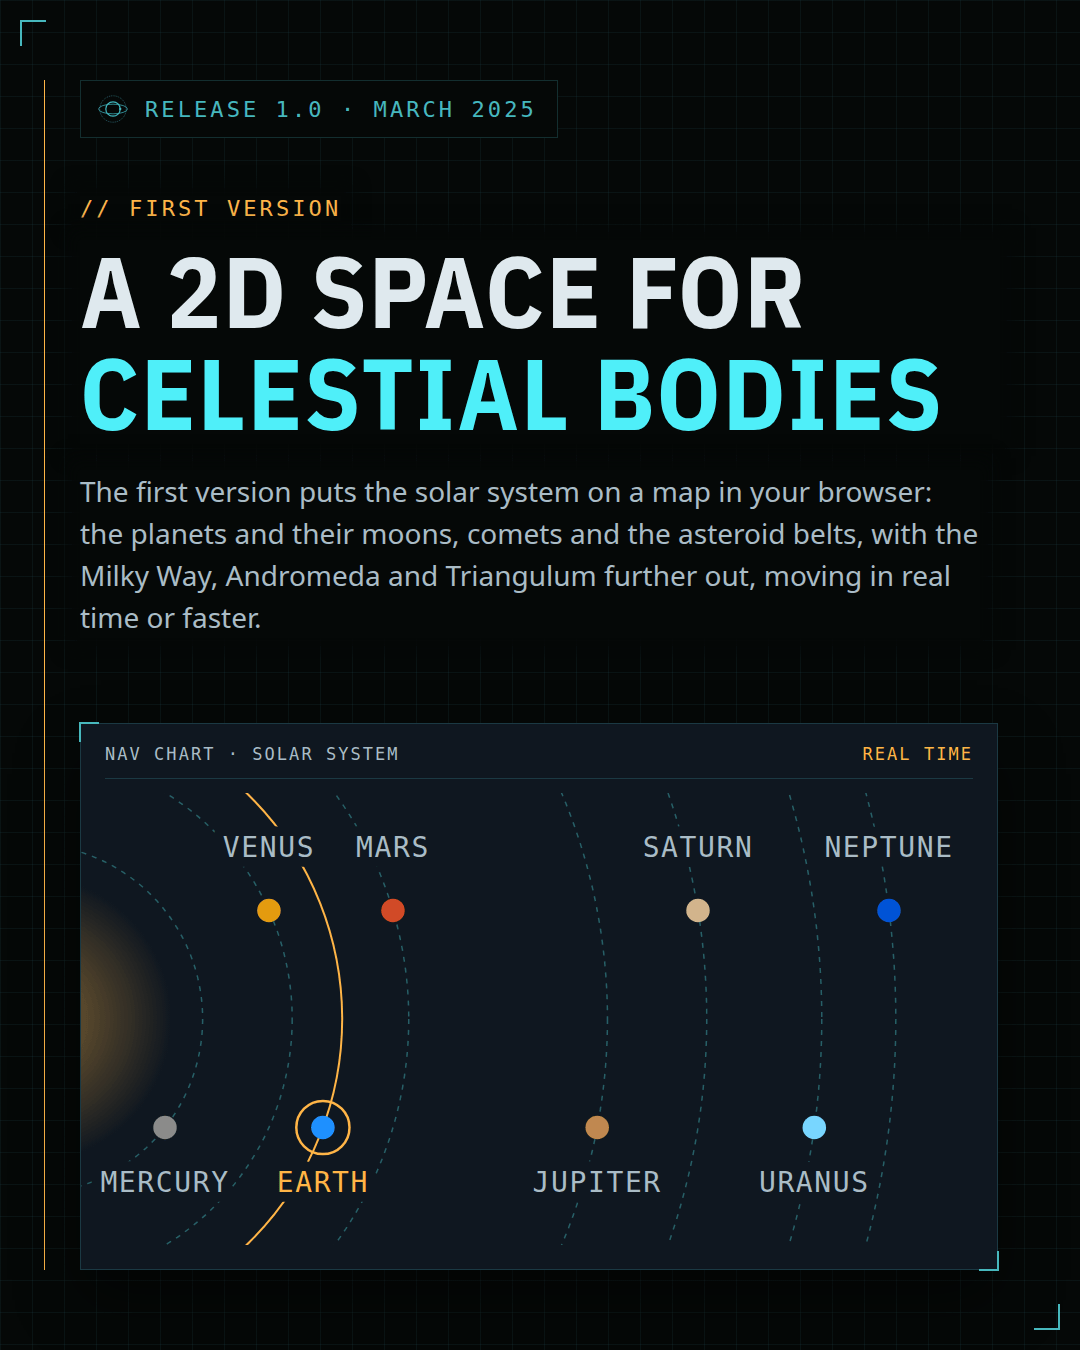 RELEASE 1.0 · MARCH 2025
// FIRST VERSION
A 2D SPACE FOR
CELESTIAL BODIES
The first version puts the solar system on a map in your browser:
the planets and their moons, comets and the asteroid belts, with the
Milky Way, Andromeda and Triangulum further out, moving in real
time or faster.
NAV CHART · SOLAR SYSTEM
REAL TIME
VENUS
MARS
SATURN
NEPTUNE
MERCURY
EARTH
JUPITER
URANUS